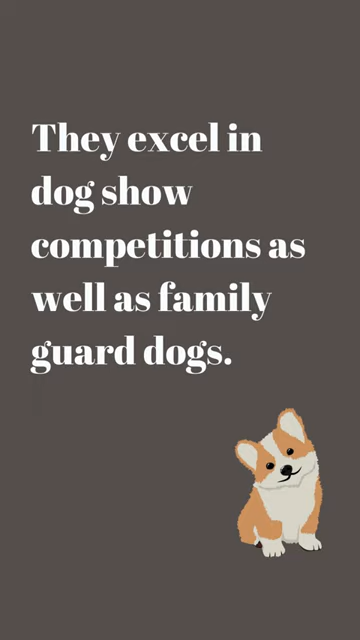 They excel in
dog show
competitions as
well as family
guard dogs.